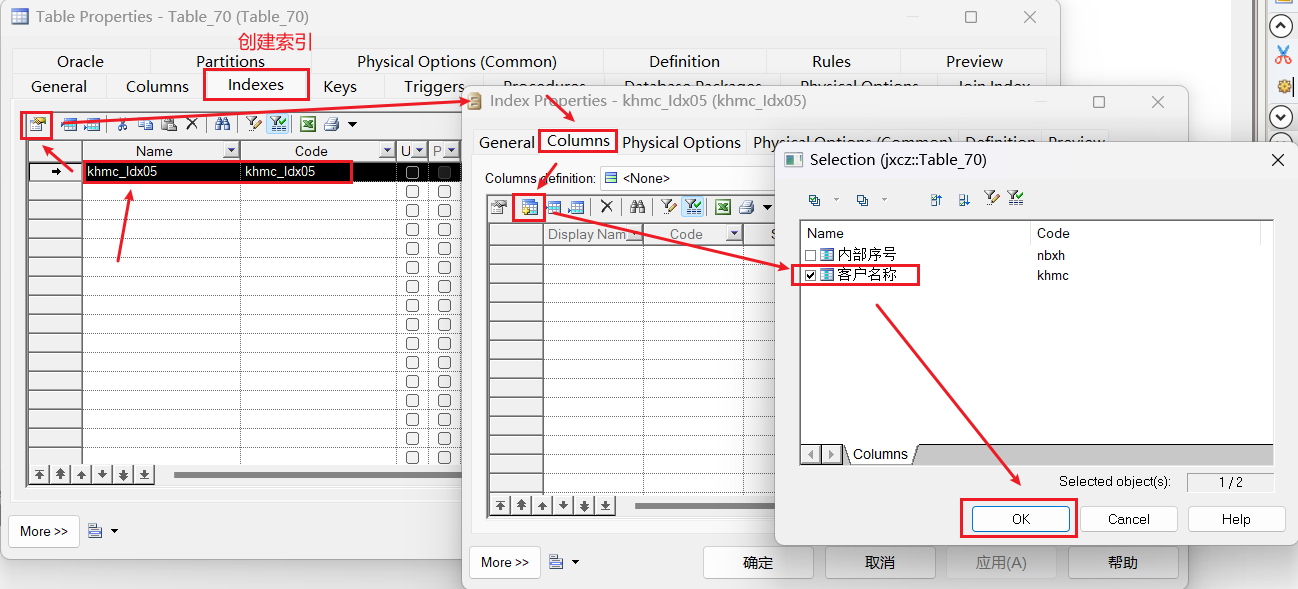 Table Properties - Table_70 (Table_70)
创建索引
Oracle
Partitions
Physical Options (Common)
Definition
Rules
Preview
General
Columns
Indexes
Keys
Triggers
Procedures
Database Packages
Physical Options
Join Index
Name
Code
U
P
khmc_Idx05
khmc_Idx05
More >>
Index Properties - khmc_Idx05 (khmc_Idx05)
General
Columns
Physical Options
Physical Options (Common)
Definition
Preview
Columns definition:
<None>
Display Nam
Code
S
More >>
确定
取消
应用(A)
帮助
Selection (jxcz::Table_70)
Name
Code
内部序号
nbxh
客户名称
khmc
Columns
Selected object(s):
1 / 2
OK
Cancel
Help